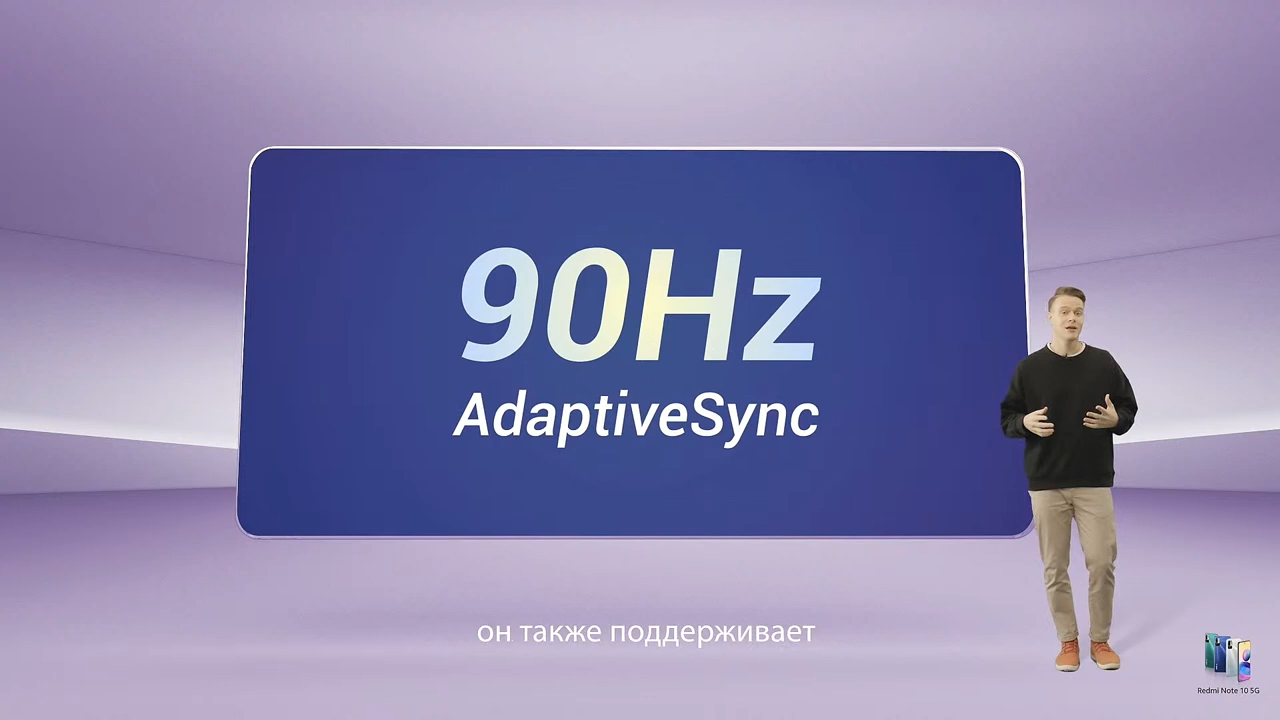 90Hz
AdaptiveSync
он также поддерживает
Redmi Note 10 5G